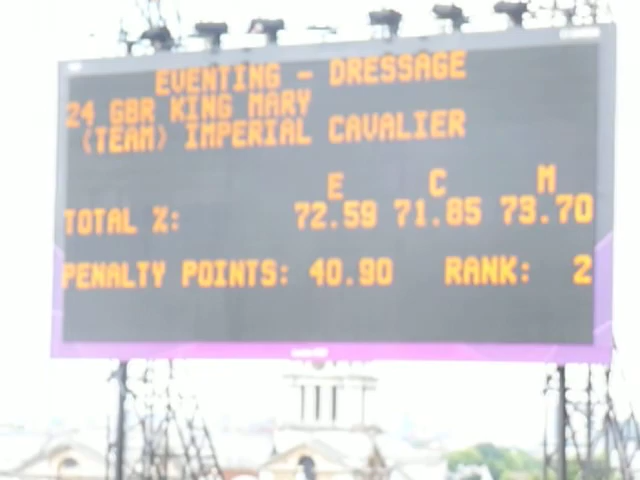 EVENTING - DRESSAGE
24 GBR KING MARY
(TEAM) IMPERIAL CAVALIER
E C M
TOTAL %: 72.59 71.85 73.70
PENALTY POINTS: 40.90 RANK: 2